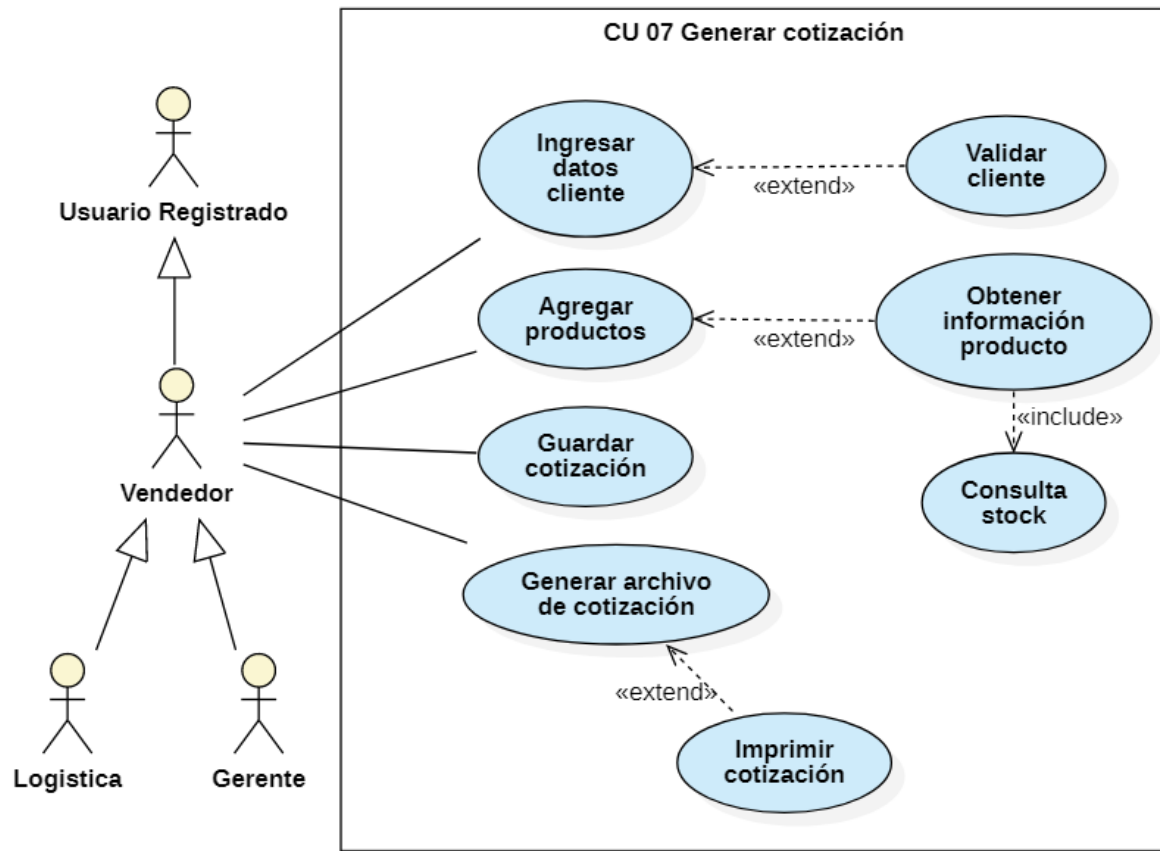 CU 07 Generar cotización
Usuario Registrado
Vendedor
Logistica
Gerente
Ingresar
datos
cliente
«extend»
Validar
cliente
Agregar
productos
«extend»
Obtener
información
producto
«include»
Guardar
cotización
Consulta
stock
Generar archivo
de cotización
«extend»
Imprimir
cotización